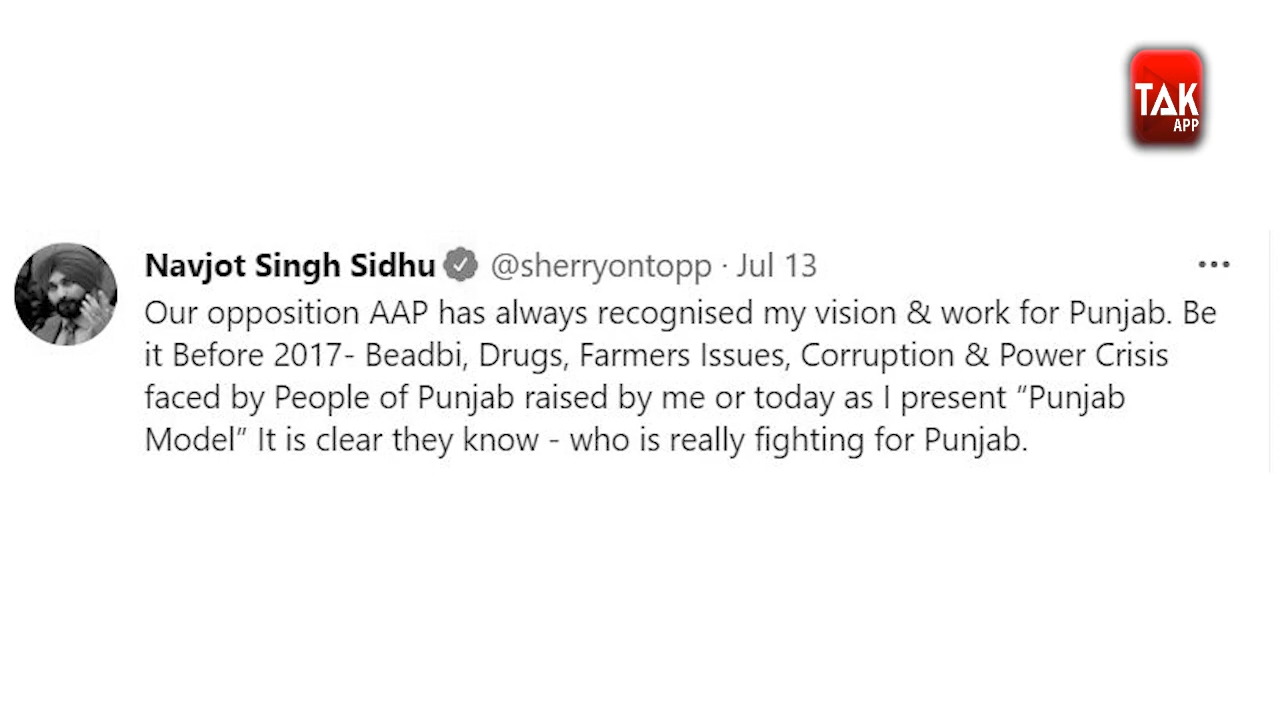 TAK
APP
Navjot Singh Sidhu @sherryontopp · Jul 13
Our opposition AAP has always recognised my vision & work for Punjab. Be
it Before 2017- Beadbi, Drugs, Farmers Issues, Corruption & Power Crisis
faced by People of Punjab raised by me or today as I present “Punjab
Model” It is clear they know - who is really fighting for Punjab.